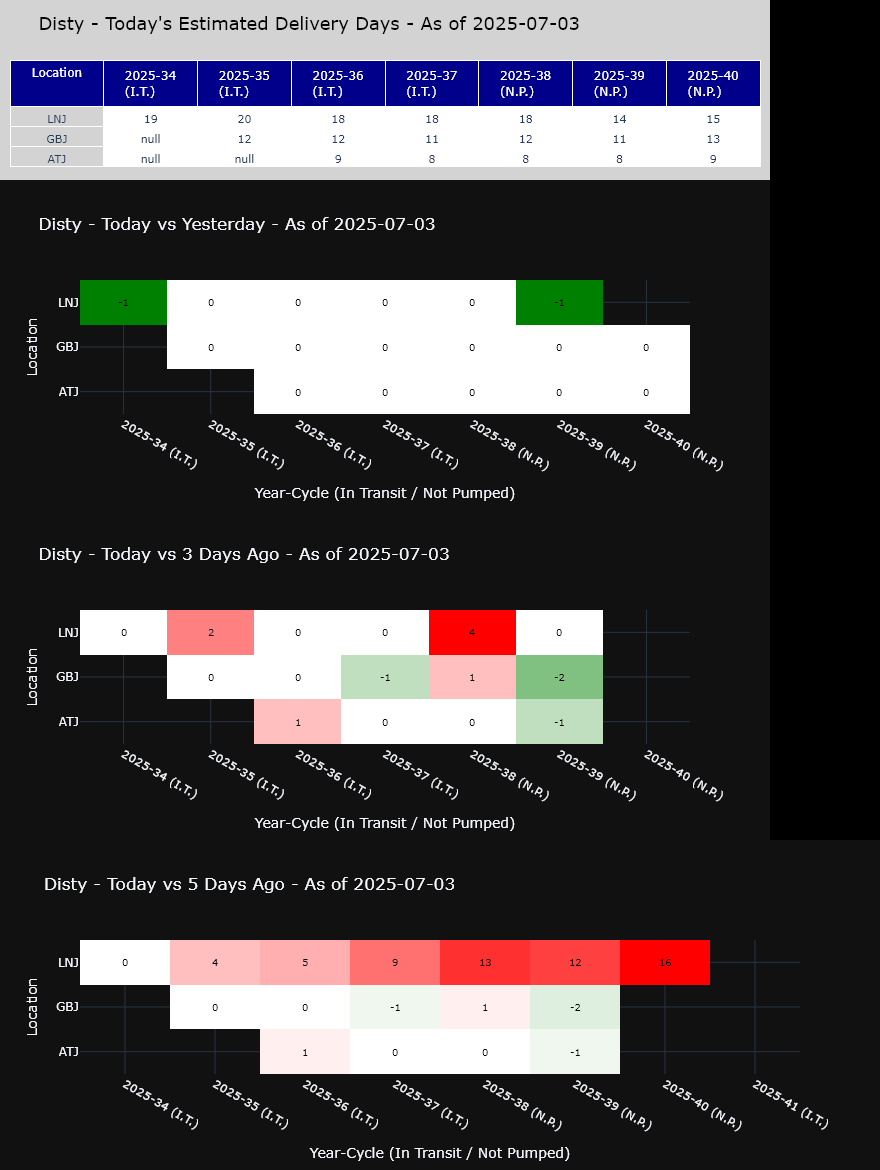 Disty - Today's Estimated Delivery Days - As of 2025-07-03
Location 2025-34 2025-35 2025-36 2025-37 2025-38 2025-39 2025-40
(I.T.) (I.T.) (I.T.) (I.T.) (N.P.) (N.P.) (N.P.)
LNJ 19 20 18 18 18 14 15
GBJ null 12 12 11 12 11 13
ATJ null null 9 8 8 8 9
Disty - Today vs Yesterday - As of 2025-07-03
LNJ -1 0 0 0 0 -1
GBJ 0 0 0 0 0 0
ATJ 0 0 0 0 0
Location
2025-34 (I.T.) 2025-35 (I.T.) 2025-36 (I.T.) 2025-37 (I.T.) 2025-38 (N.P.) 2025-39 (N.P.) 2025-40 (N.P.)
Year-Cycle (In Transit / Not Pumped)
Disty - Today vs 3 Days Ago - As of 2025-07-03
LNJ 0 2 0 0 4 0
GBJ 0 0 -1 1 -2
ATJ 1 0 0 -1
Location
2025-34 (I.T.) 2025-35 (I.T.) 2025-36 (I.T.) 2025-37 (I.T.) 2025-38 (N.P.) 2025-39 (N.P.) 2025-40 (N.P.)
Year-Cycle (In Transit / Not Pumped)
Disty - Today vs 5 Days Ago - As of 2025-07-03
LNJ 0 4 5 9 13 12 16
GBJ 0 0 -1 1 -2
ATJ 1 0 0 -1
Location
2025-34 (I.T.) 2025-35 (I.T.) 2025-36 (I.T.) 2025-37 (I.T.) 2025-38 (N.P.) 2025-39 (N.P.) 2025-40 (N.P.) 2025-41 (I.T.)
Year-Cycle (In Transit / Not Pumped)